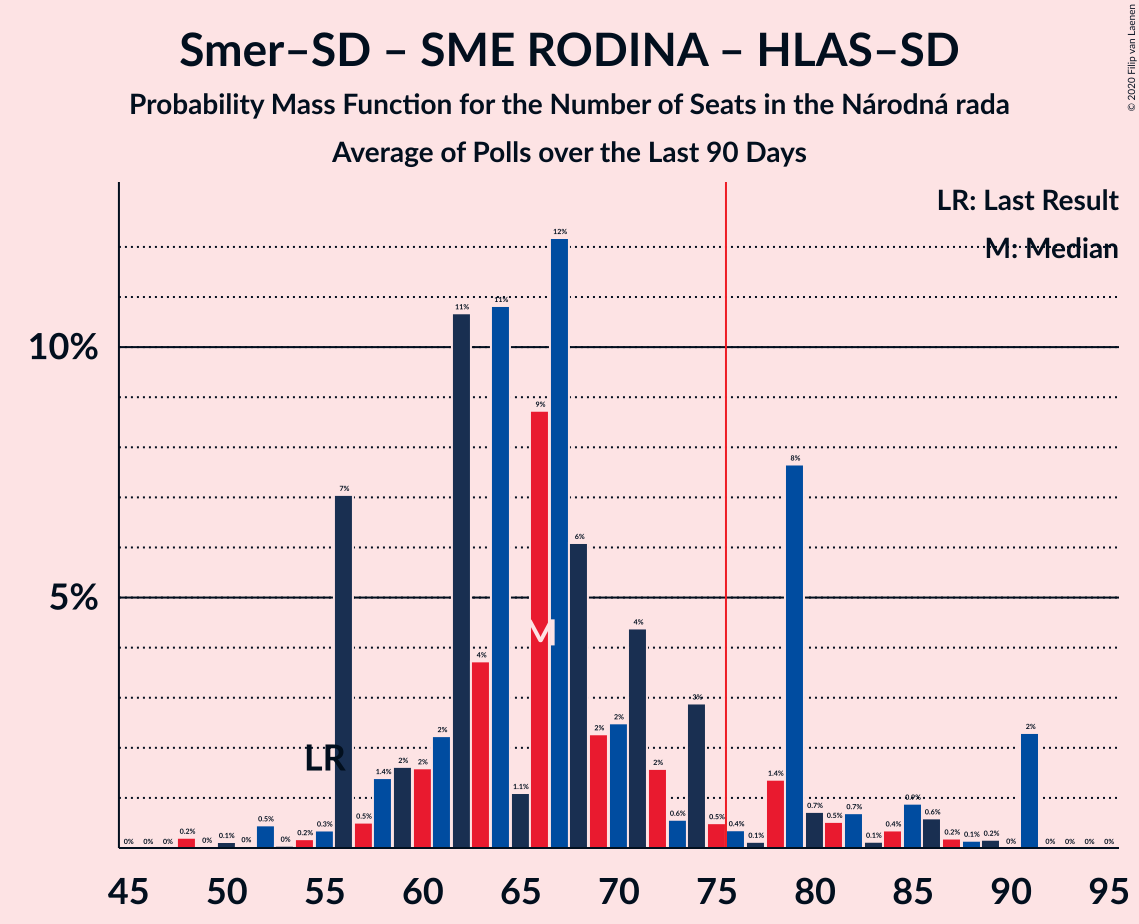 © 2020 Filip van Laenen
Smer–SD – SME RODINA – HLAS–SD
Probability Mass Function for the Number of Seats in the Národná rada
Average of Polls over the Last 90 Days
LR: Last Result
M: Median
10%
5%
LR
M
0% 0% 0% 0.2% 0% 0.1% 0% 0.5% 0% 0.2% 0.3% 7% 0.5% 1.4% 2% 2% 2% 11% 4% 11% 1.1% 9% 12% 6% 2% 2% 4% 2% 0.6% 3% 0.5% 0.4% 0.1% 1.4% 8% 0.7% 0.5% 0.7% 0.1% 0.4% 0.9% 0.6% 0.2% 0.1% 0.2% 0% 2% 0% 0% 0% 0%
45 50 55 60 65 70 75 80 85 90 95